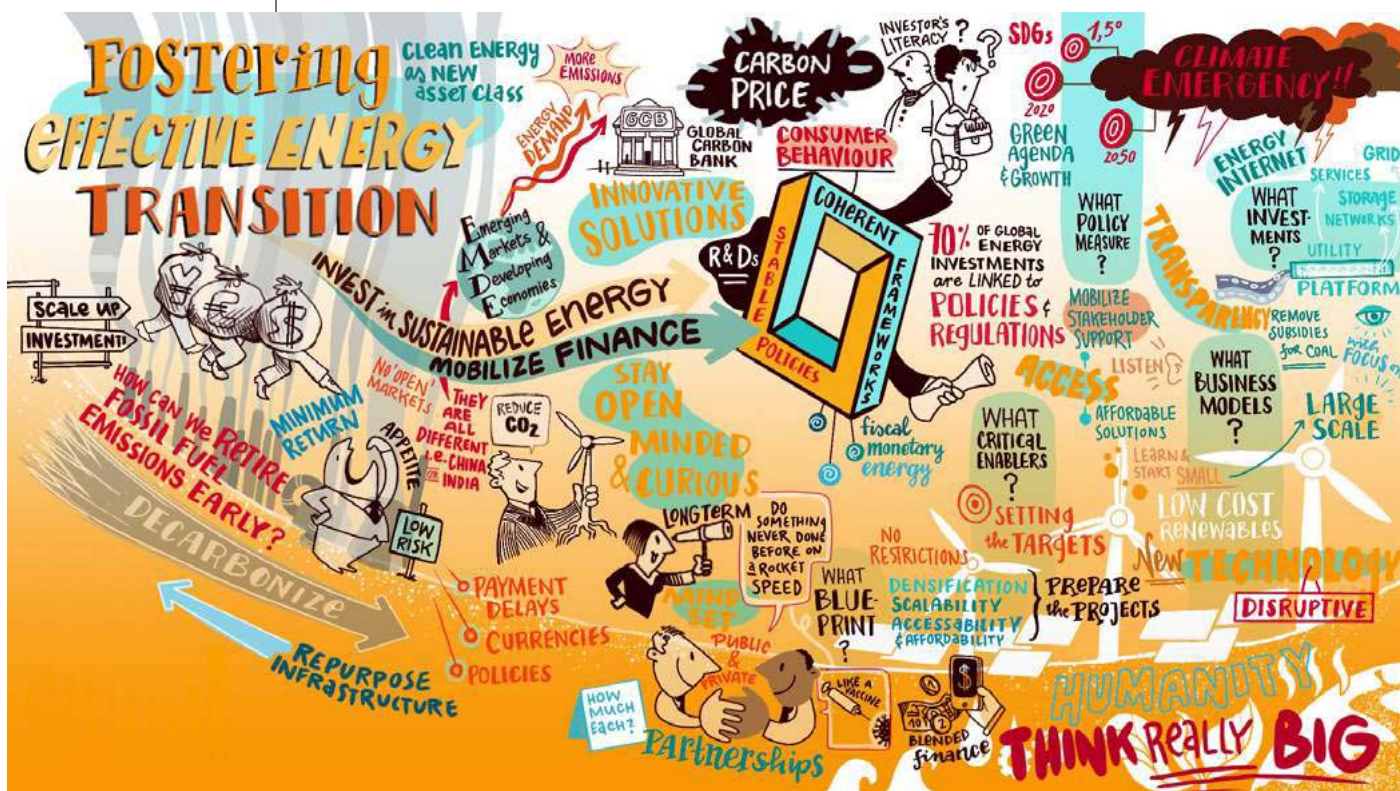 Fostering
EFFECTIVE ENERGY
TRANSITION
CLEAN ENERGY
as NEW
asset CLASS
MORE
EMISSIONS
ENERGY
DEMAND
GCB
GLOBAL
CARBON
BANK
CARBON
PRICE
CONSUMER
BEHAVIOUR
INVESTOR'S
LITERACY?
?
SDGs
1,5°
2020
2050
GREEN
AGENDA
& GROWTH
CLIMATE
EMERGENCY!!
ENERGY
INTERNET
GRID
SERVICES
STORAGE
NETWORKS
UTILITY
PLATFORM
WHAT
INVEST-
MENTS
?
WHAT
POLICY
MEASURE
?
TRANSPARENCY
INNOVATIVE
SOLUTIONS
Emerging
Markets &
Developing
Economies
R&Ds
STABLE
POLICIES
COHERENT
FRAMEWORKS
70% OF GLOBAL
ENERGY
INVESTMENTS
are LINKED to
POLICIES &
REGULATIONS
MOBILIZE
STAKEHOLDER
SUPPORT
REMOVE
SUBSIDIES
for COAL
with
FOCUS on
LISTEN
ACCESS
AFFORDABLE
SOLUTIONS
WHAT
BUSINESS
MODELS
?
LARGE
SCALE
LEARN &
START SMALL
SCALE UP
INVESTMENTS
¥ € $
INVEST in SUSTAINABLE ENERGY
MOBILIZE FINANCE
HOW CAN WE RETIRE
FOSSIL FUEL
EMISSIONS EARLY?
DECARBONIZE
REPURPOSE
INFRASTRUCTURE
MINIMUM
RETURN
APPETITE
LOW
RISK
NO 'OPEN'
MARKETS
THEY
ARE
ALL
DIFFERENT
i.e. CHINA
OR
INDIA
REDUCE
CO2
STAY
OPEN
MINDED
& CURIOUS
fiscal
monetary
energy
WHAT
CRITICAL
ENABLERS
?
SETTING
the TARGETS
LOW COST
RENEWABLES
New TECHNOLOGY
DISRUPTIVE
PAYMENT
DELAYS
CURRENCIES
POLICIES
LONGTERM
MIND
SET
DO
SOMETHING
NEVER DONE
BEFORE ON
a ROCKET
SPEED
WHAT
BLUE-
PRINT
?
NO
RESTRICTIONS
DENSIFICATION
SCALABILITY
ACCESSABILITY
& AFFORDABILITY
PREPARE
the PROJECTS
PUBLIC
&
PRIVATE
HOW
MUCH
EACH?
PARTNERSHIPS
LIKE A
VACCINE
$
10
2
BLENDED
finance
HUMANITY
THINK REALLY BIG